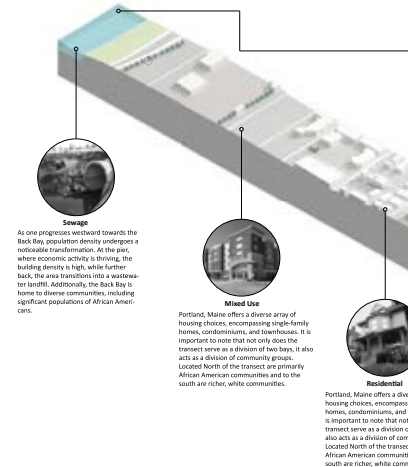 Sewage
As one progresses westward towards the
Back Bay, population density undergoes a
noticeable transformation. At the pier,
where economic activity is thriving, the
building density is high, while further
back, the area transitions into a wastewa-
ter landfill. Additionally, the Back Bay is
home to diverse communities, including
significant populations of African Ameri-
cans.
Mixed Use
Portland, Maine offers a diverse array of
housing choices, encompassing single-family
homes, condominiums, and townhouses. It is
important to note that not only does the
transect serve as a division of two bays, it also
acts as a division of community groups.
Located North of the transect are primarily
African American communities and to the
south are richer, white communities.
Residential
Portland, Maine offers a dive
housing choices, encompass
homes, condominiums, and
is important to note that not
transect serve as a division o
also acts as a division of com
Located North of the transec
African American communiti
south are richer, white comm